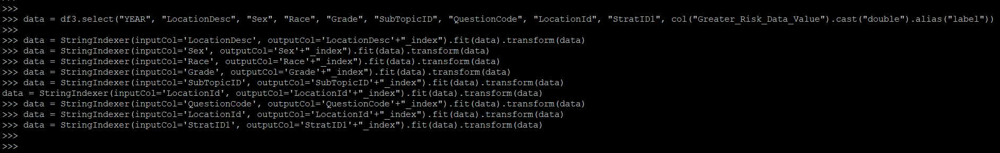 >>>
>>>
>>> data = df3.select("YEAR", "LocationDesc", "Sex", "Race", "Grade", "SubTopicID", "QuestionCode", "LocationId", "StratID1", col("Greater_Risk_Data_Value").cast("double").alias("label"))
>>>
>>> data = StringIndexer(inputCol='LocationDesc', outputCol='LocationDesc'+"_index").fit(data).transform(data)
>>> data = StringIndexer(inputCol='Sex', outputCol='Sex'+"_index").fit(data).transform(data)
>>> data = StringIndexer(inputCol='Race', outputCol='Race'+"_index").fit(data).transform(data)
>>> data = StringIndexer(inputCol='Grade', outputCol='Grade'+"_index").fit(data).transform(data)
>>> data = StringIndexer(inputCol='SubTopicID', outputCol='SubTopicID'+"_index").fit(data).transform(data)
data = StringIndexer(inputCol='LocationId', outputCol='LocationId'+"_index").fit(data).transform(data)
>>> data = StringIndexer(inputCol='QuestionCode', outputCol='QuestionCode'+"_index").fit(data).transform(data)
>>> data = StringIndexer(inputCol='LocationId', outputCol='LocationId'+"_index").fit(data).transform(data)
>>> data = StringIndexer(inputCol='StratID1', outputCol='StratID1'+"_index").fit(data).transform(data)
>>>
>>>